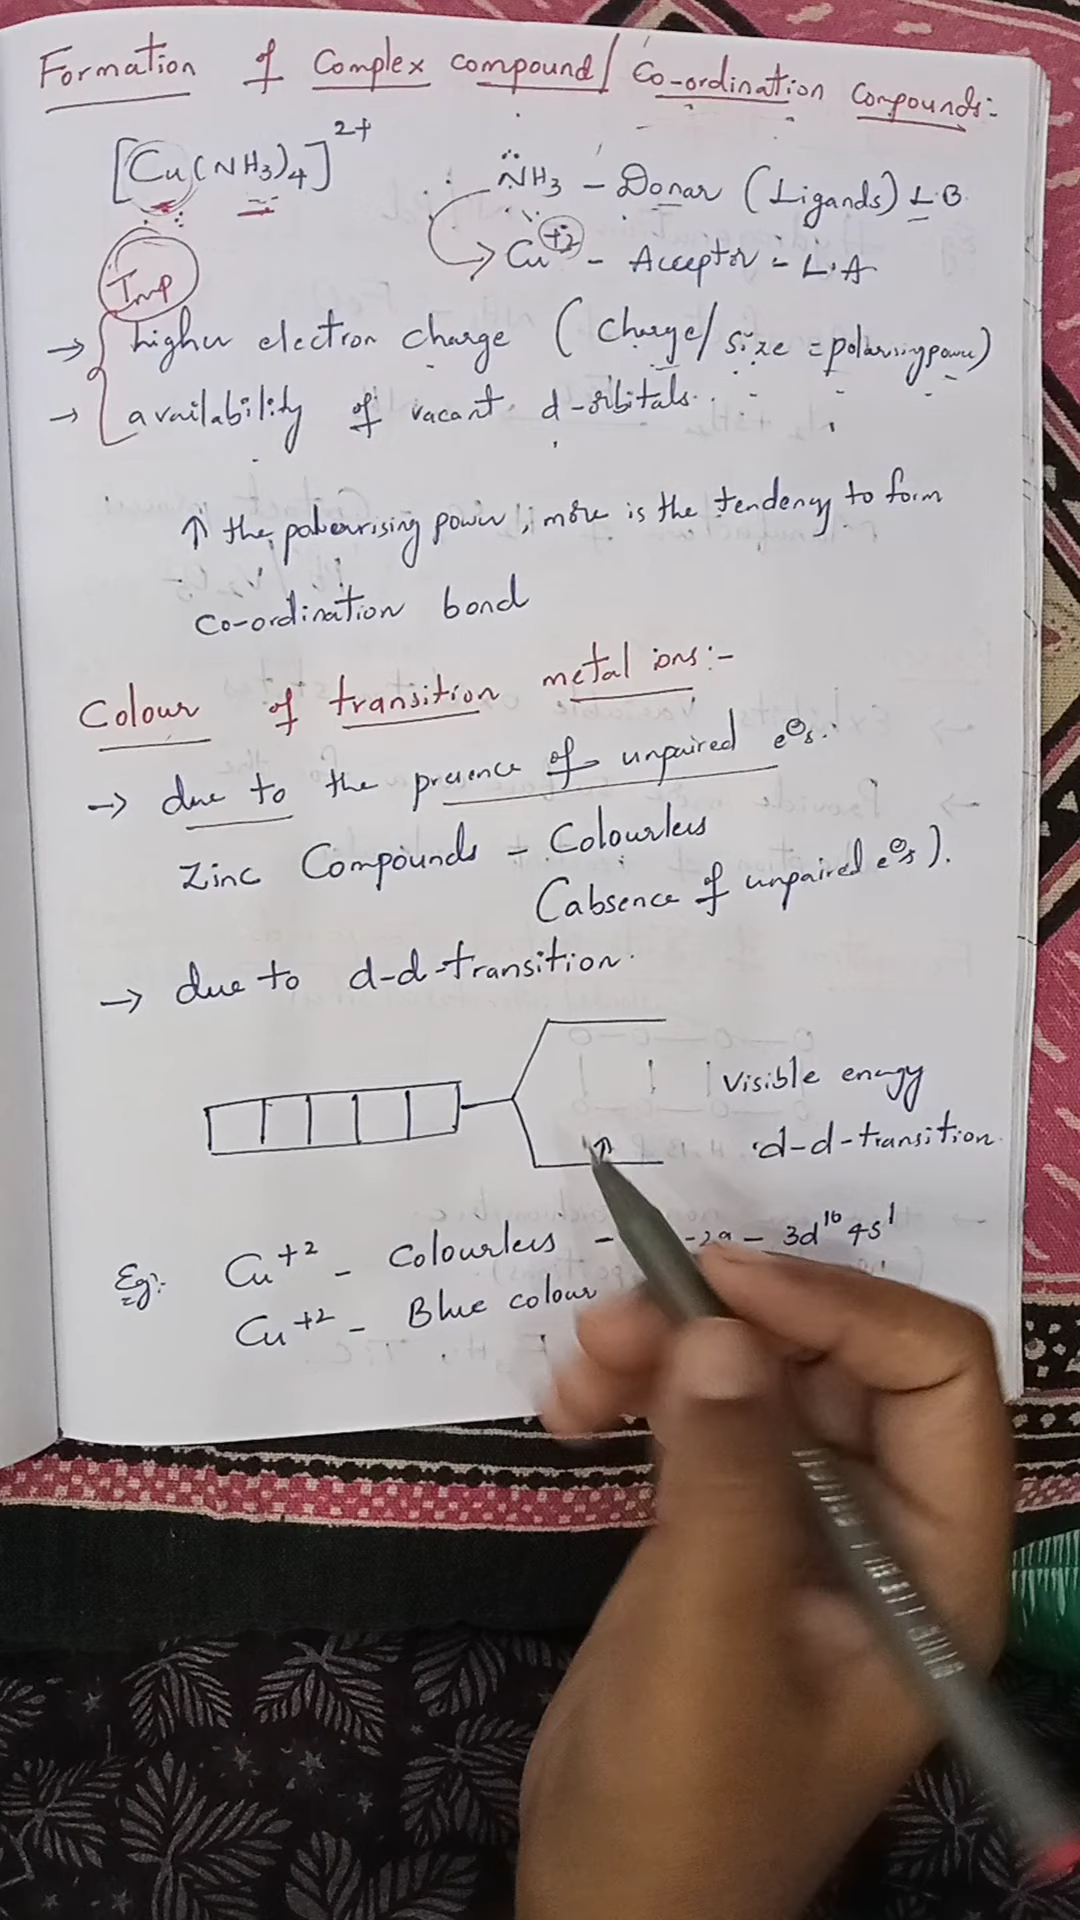 Formation of Complex compound / Co-ordination Compounds:-
[Cu(NH3)4]2+
NH3 - Donar (Ligands) L.B
Cu+2 - Acceptor - L.A
Imp
→ higher electron charge (Charge/size = polarising power)
→ availability of vacant d-orbitals.
↑ the polarising power, more is the tendency to form
co-ordination bond
Colour of transition metal ions:-
→ due to the presence of unpaired e⊖s.
Zinc Compounds - Colourless
(absence of unpaired e⊖s).
→ due to d-d-transition.
Visible energy
d-d-transition
Eg: Cu+2 - Colourless - 29 - 3d10 4s1
Cu+2 - Blue colour